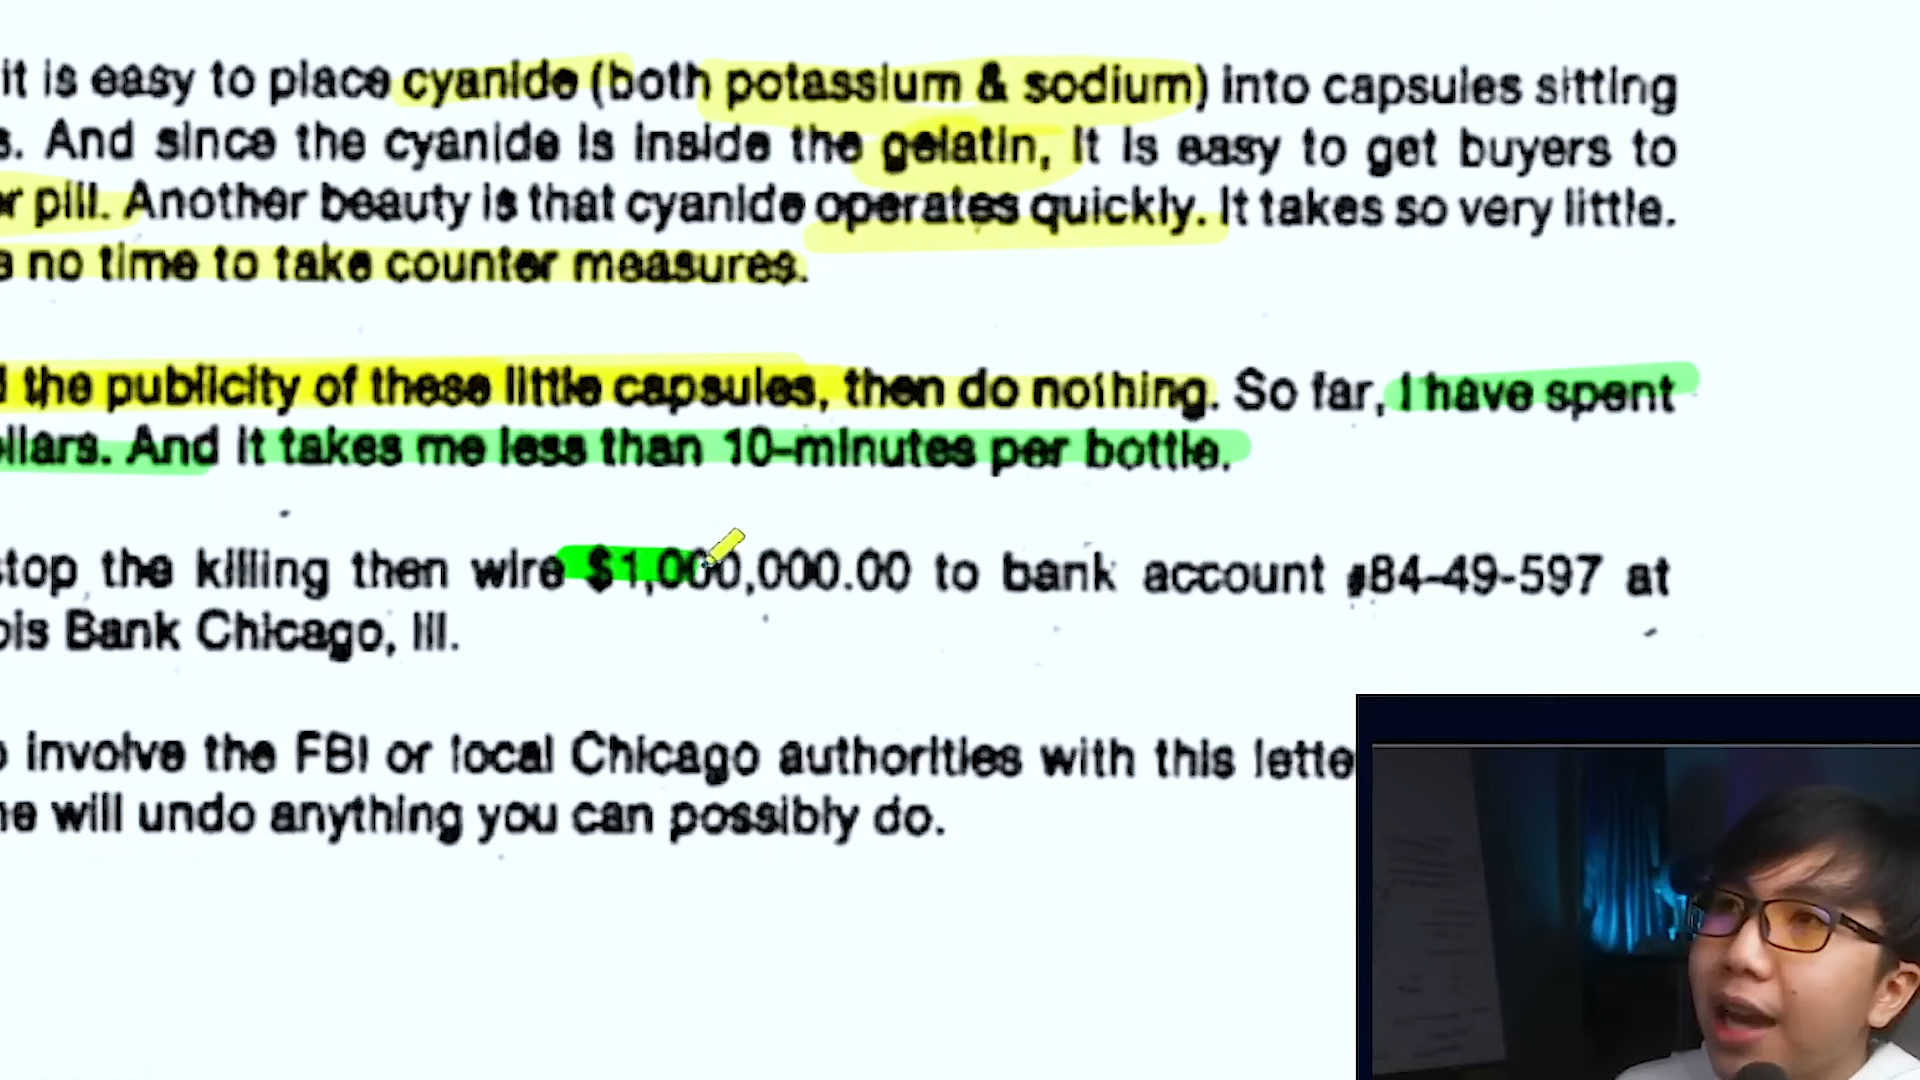 it is easy to place cyanide (both potassium & sodium) into capsules sitting
s. And since the cyanide is inside the gelatin, it is easy to get buyers to
r pill. Another beauty is that cyanide operates quickly. It takes so very little.
e no time to take counter measures.
the publicity of these little capsules, then do nothing. So far, I have spent
llars. And it takes me less than 10-minutes per bottle.
stop the killing then wire $1,000,000.00 to bank account #84-49-597 at
ois Bank Chicago, Ill.
o involve the FBI or local Chicago authorities with this lette
ne will undo anything you can possibly do.